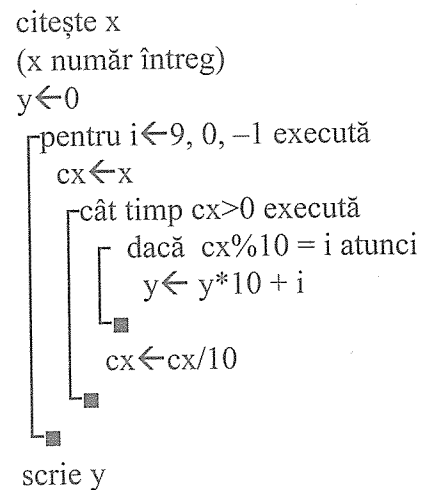 citește x
(x număr întreg)
y←0
pentru i←9, 0, –1 execută
cx←x
cât timp cx>0 execută
dacă cx%10 = i atunci
y← y*10 + i
■
cx←cx/10
■
■
scrie y